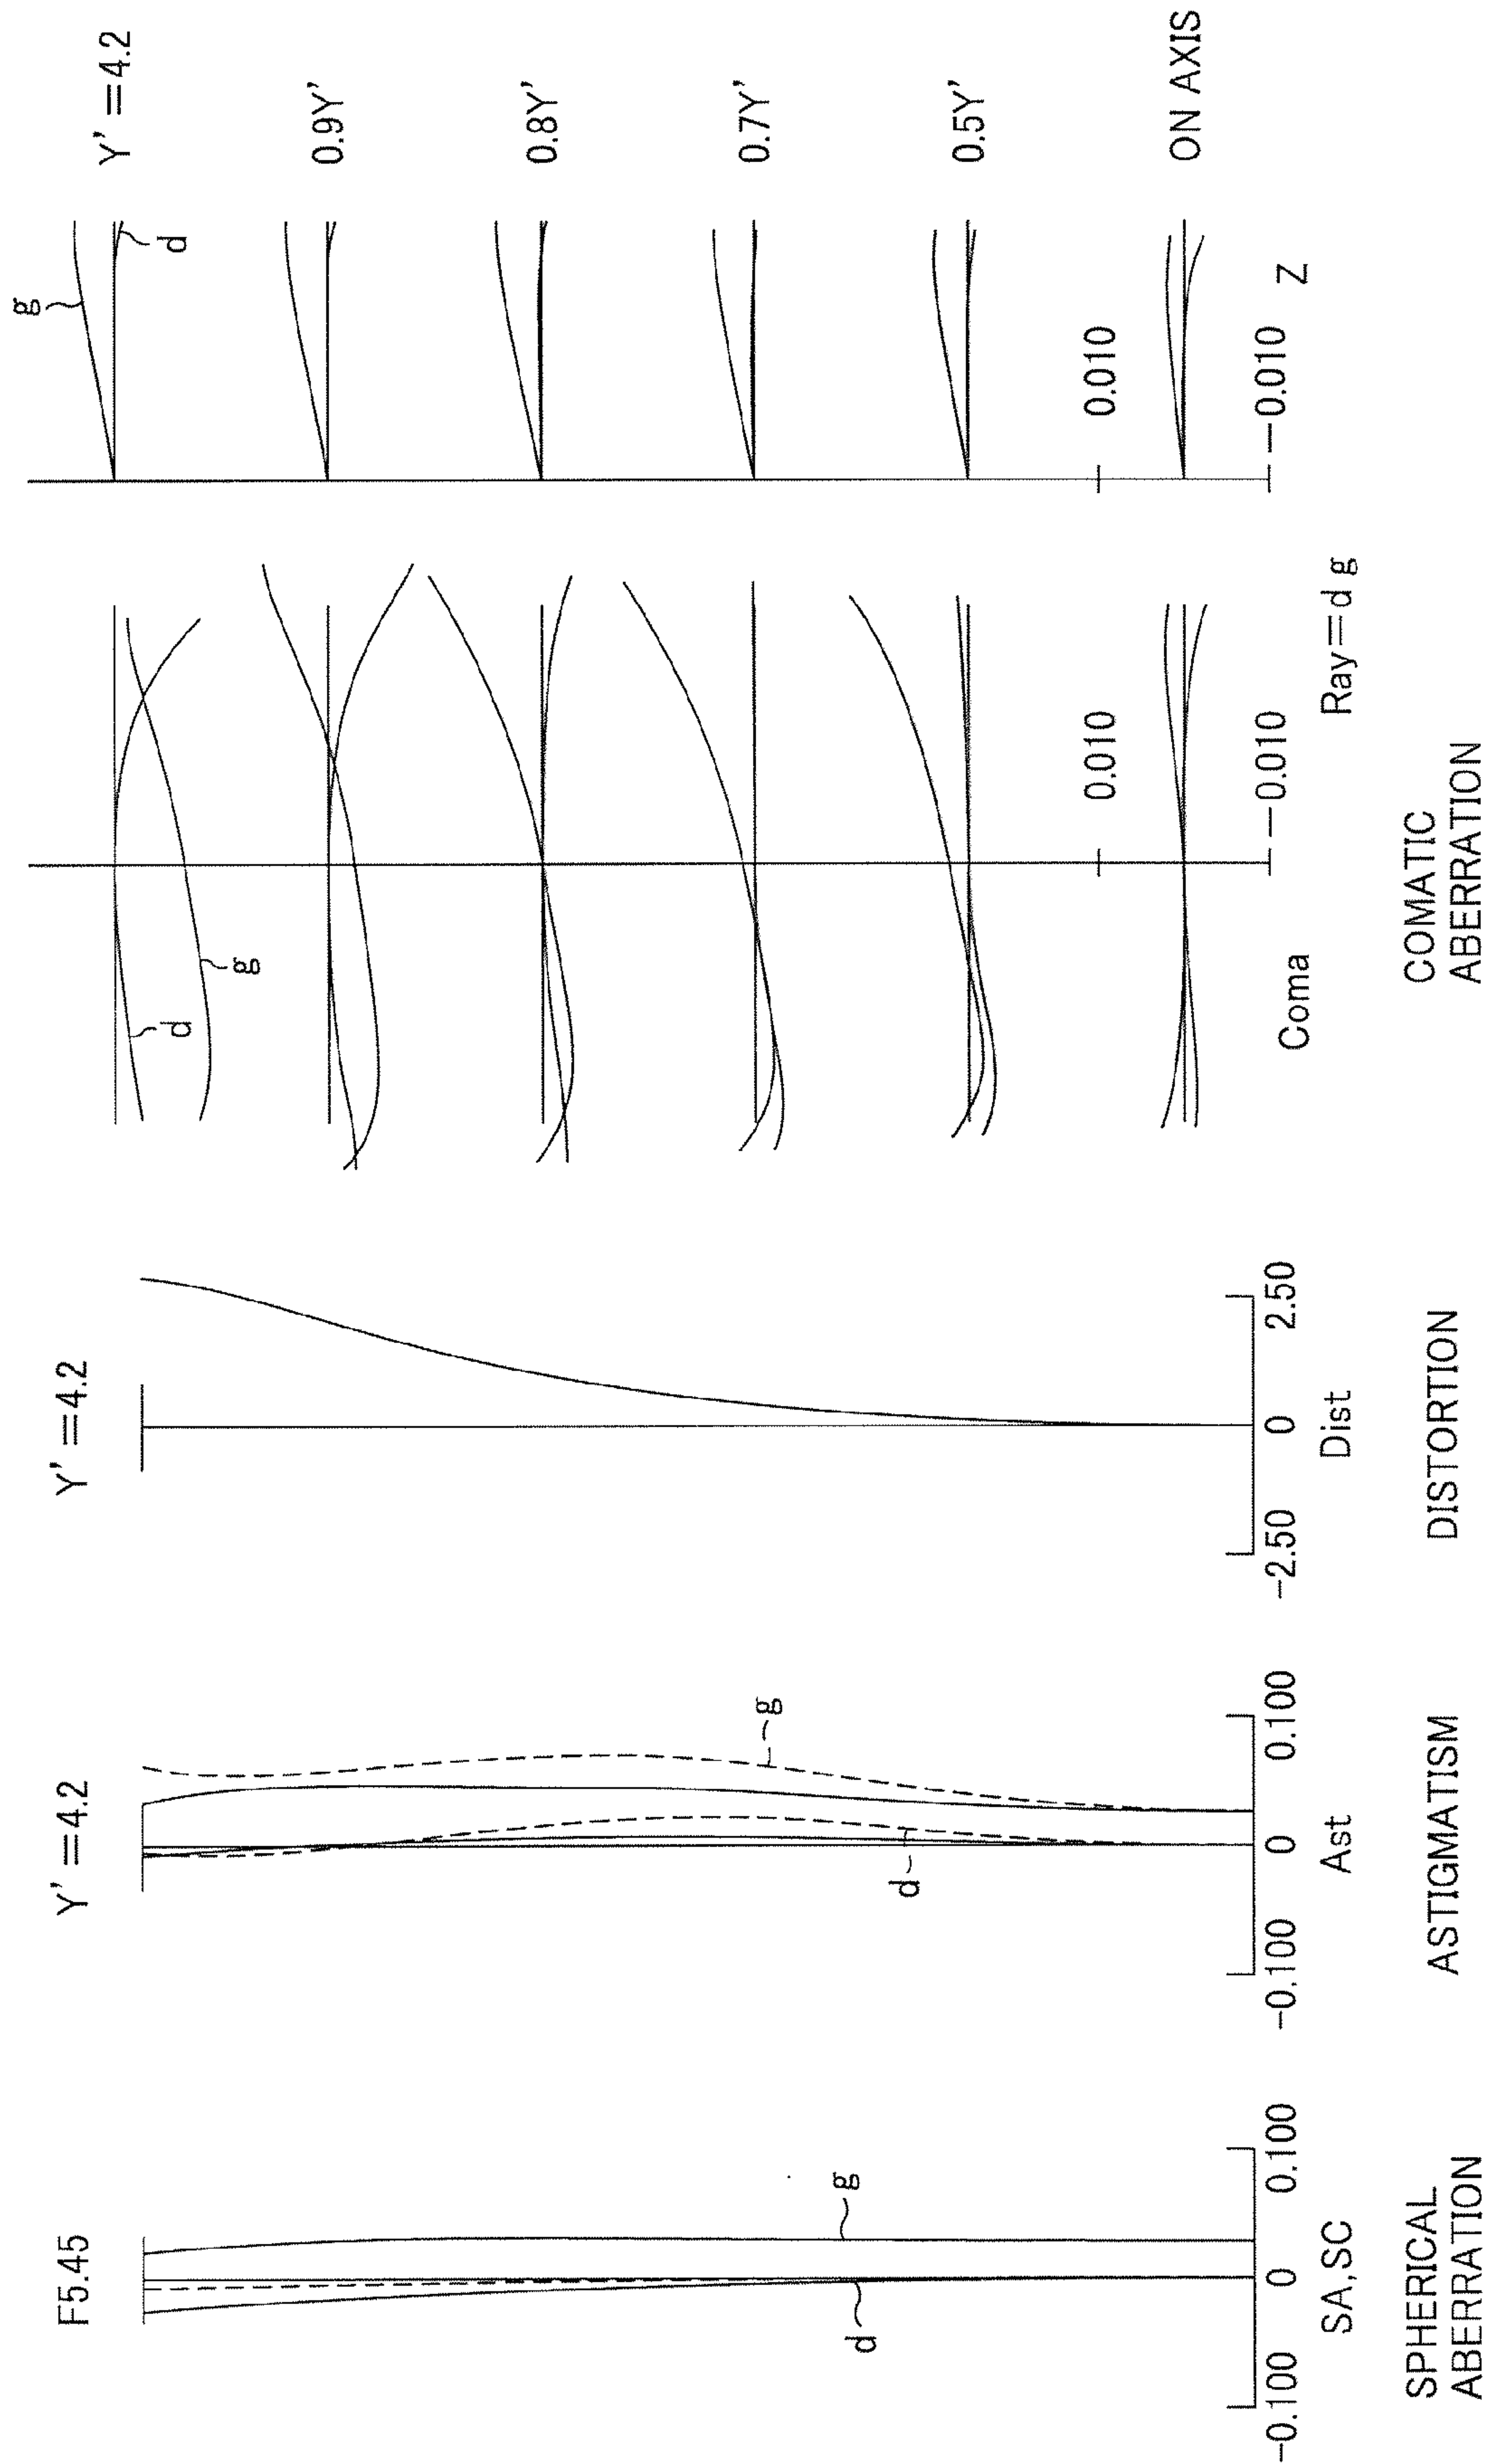 F5.45
g
d
-0.100
0
0.100
SA,SC
SPHERICAL
ABERRATION
Y'=4.2
g
d
-0.100
0
0.100
Ast
ASTIGMATISM
Y'=4.2
-2.50
0
2.50
Dist
DISTORTION
d
g
0.010
-0.010
Coma
Ray=d g
COMATIC
ABERRATION
g
d
Y'=4.2
0.9Y'
0.8Y'
0.7Y'
0.5Y'
ON AXIS
0.010
-0.010
Z